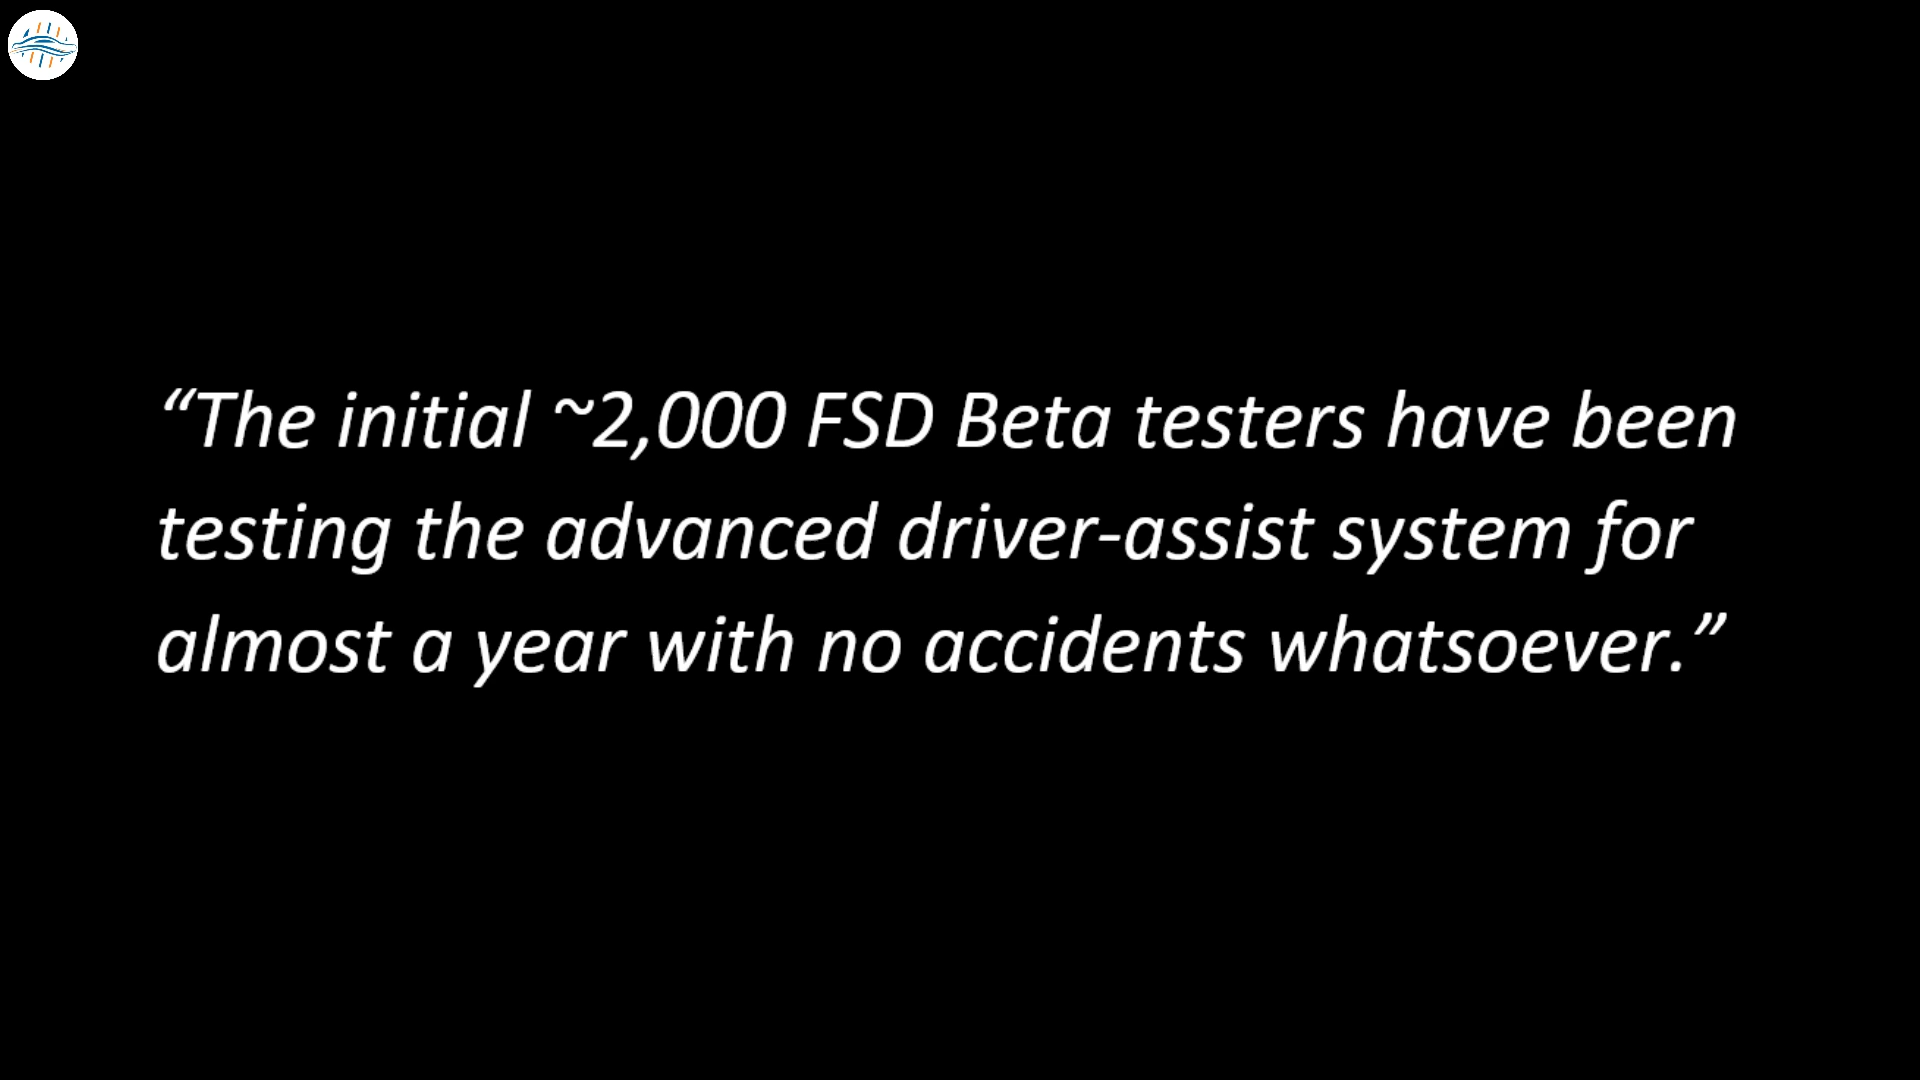 “The initial ~2,000 FSD Beta testers have been
testing the advanced driver-assist system for
almost a year with no accidents whatsoever.”